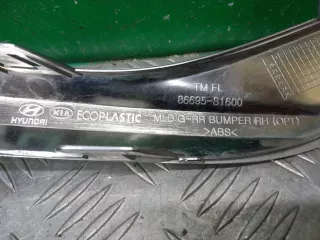 TM FL
86695-S1600
HYUNDAI KIA ECOPLASTIC MLD G-RR BUMPER RH (OPT)
>ABS<